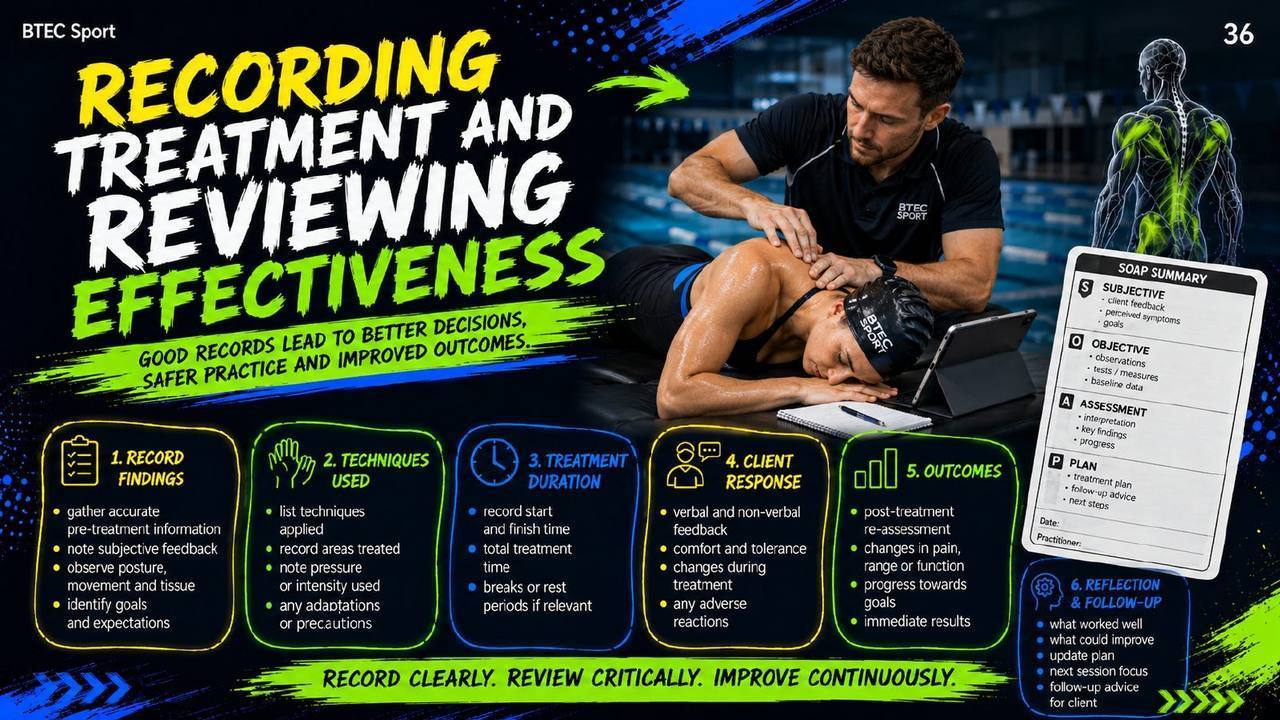 BTEC Sport
36
RECORDING
TREATMENT AND
REVIEWING
EFFECTIVENESS
GOOD RECORDS LEAD TO BETTER DECISIONS,
SAFER PRACTICE AND IMPROVED OUTCOMES.
BTEC
SPORT
BTEC
SPORT
SOAP SUMMARY
S SUBJECTIVE
• client feedback
• perceived symptoms
• goals
O OBJECTIVE
• observations
• tests / measures
• baseline data
A ASSESSMENT
• interpretation
• key findings
• progress
P PLAN
• treatment plan
• follow-up advice
• next steps
Date:
Practitioner:
1. RECORD
FINDINGS
• gather accurate
pre-treatment information
• note subjective feedback
• observe posture,
movement and tissue
• identify goals
and expectations
2. TECHNIQUES
USED
• list techniques
applied
• record areas treated
• note pressure
or intensity used
• any adaptations
or precautions
3. TREATMENT
DURATION
• record start
and finish time
• total treatment
time
• breaks or rest
periods if relevant
4. CLIENT
RESPONSE
• verbal and non-verbal
feedback
• comfort and tolerance
• changes during
treatment
• any adverse
reactions
5. OUTCOMES
• post-treatment
re-assessment
• changes in pain,
range or function
• progress towards
goals
• immediate results
6. REFLECTION
& FOLLOW-UP
• what worked well
• what could improve
• update plan
• next session focus
• follow-up advice
for client
RECORD CLEARLY. REVIEW CRITICALLY. IMPROVE CONTINUOUSLY.